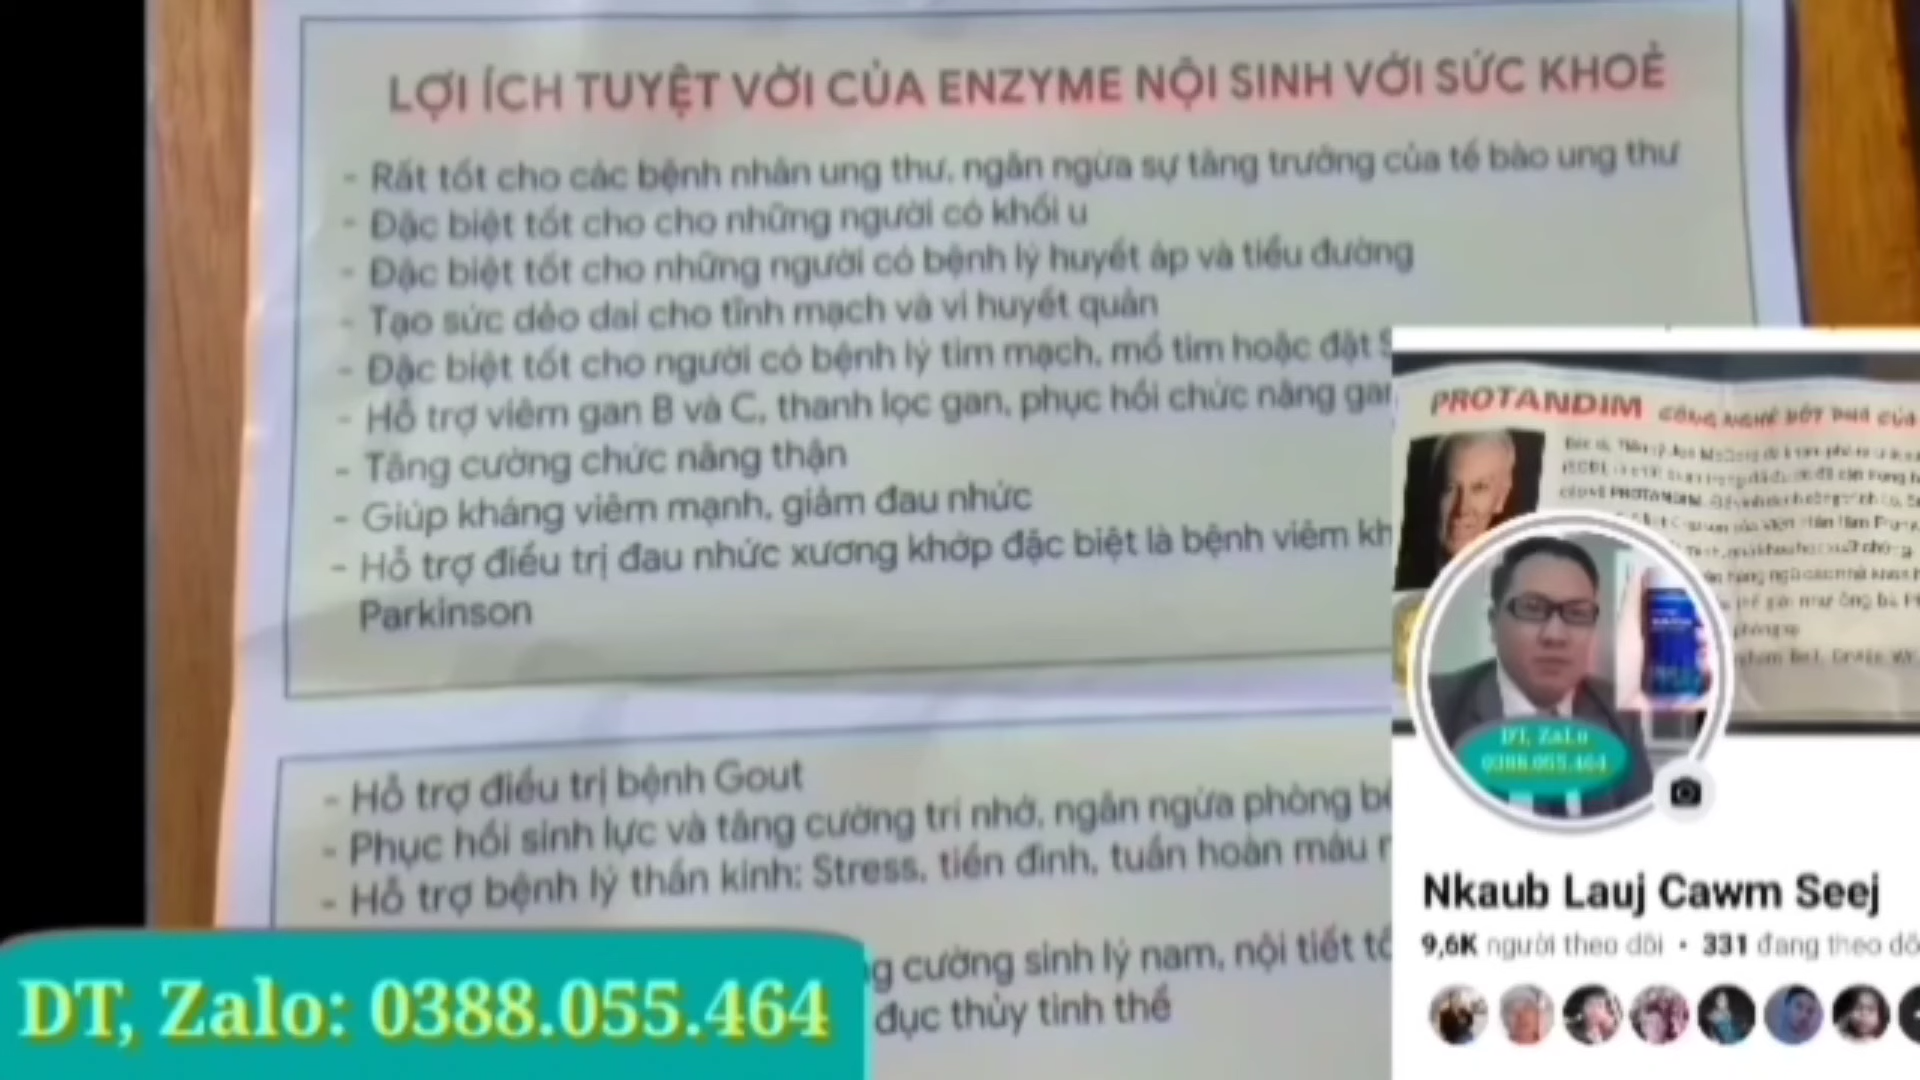 LỢI ÍCH TUYỆT VỜI CỦA ENZYME NỘI SINH VỚI SỨC KHOẺ
- Rất tốt cho các bệnh nhân ung thư, ngăn ngừa sự tăng trưởng của tế bào ung thư
- Đặc biệt tốt cho cho những người có khối u
- Đặc biệt tốt cho những người có bệnh lý huyết áp và tiểu đường
- Tạo sức dẻo dai cho tĩnh mạch và vi huyết quản
- Đặc biệt tốt cho người có bệnh lý tim mạch, mổ tim hoặc đặt
- Hỗ trợ viêm gan B và C, thanh lọc gan, phục hồi chức năng gan
- Tăng cường chức năng thận
- Giúp kháng viêm mạnh, giảm đau nhức
- Hỗ trợ điều trị đau nhức xương khớp đặc biệt là bệnh viêm kh
Parkinson
- Hỗ trợ điều trị bệnh Gout
- Phục hồi sinh lực và tăng cường trí nhớ, ngăn ngừa phòng bệ
- Hỗ trợ bệnh lý thần kinh: Stress, tiền đình, tuần hoàn máu n
g cường sinh lý nam, nội tiết tố
đục thủy tinh thể
DT, Zalo: 0388.055.464
PROTANDIM CÔNG NGHỆ ĐỘT PHÁ CỦA
DT, ZaLo
0388.055.464
Nkaub Lauj Cawm Seej
9,6K người theo dõi • 331 đang theo dõ